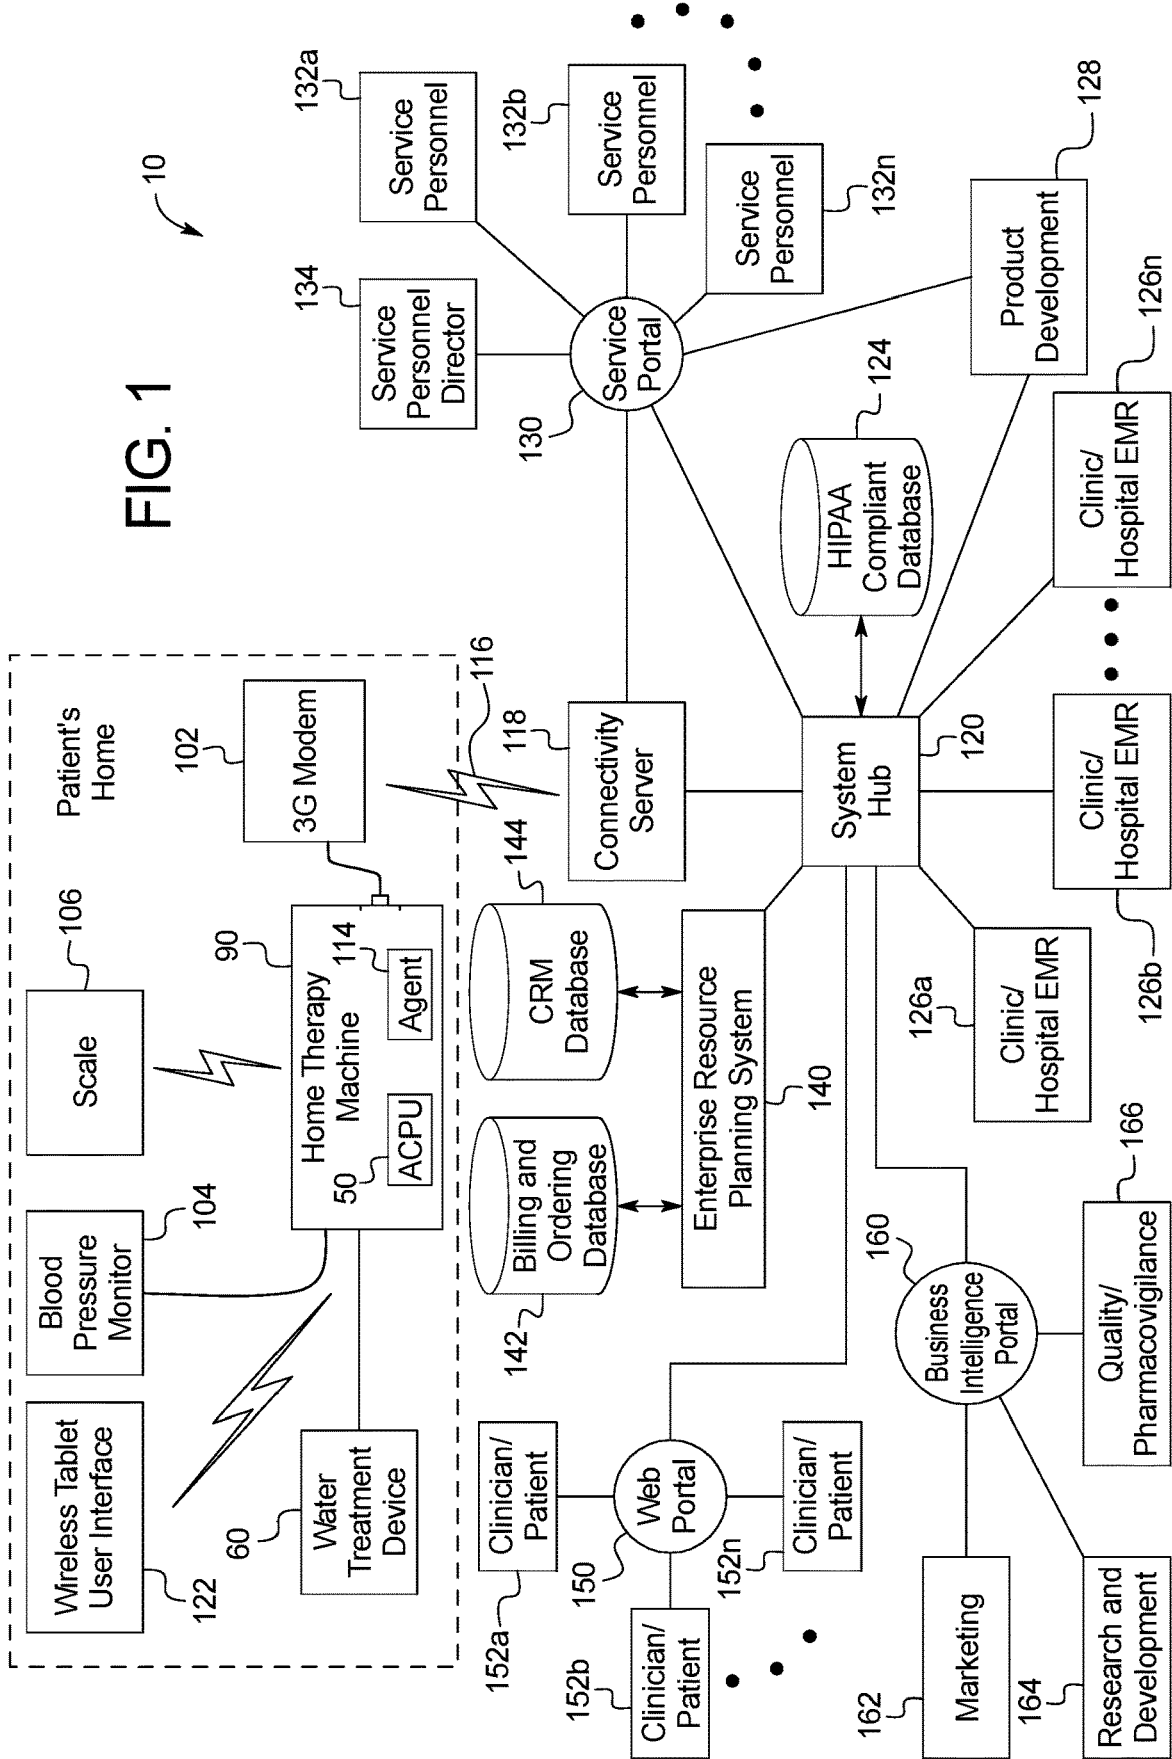 FIG. 1
10
Patient's
Home
Wireless Tablet
User Interface
122
Blood
Pressure
Monitor
104
Scale
106
Water
Treatment
Device
60
Home Therapy
Machine
90
50
ACPU
114
Agent
3G Modem
102
116
Connectivity
Server
118
Service
Personnel
Director
134
Service
Personnel
132a
Service
Personnel
132b
Service
Personnel
132n
Service
Portal
130
Clinician/
Patient
152a
Clinician/
Patient
152b
Clinician/
Patient
152n
Web
Portal
150
Billing and
Ordering
Database
142
CRM
Database
144
Enterprise Resource
Planning System
140
System
Hub
120
HIPAA
Compliant
Database
124
Product
Development
128
Business
Intelligence
Portal
160
Marketing
162
Research and
Development
164
Quality/
Pharmacovigilance
166
Clinic/
Hospital EMR
126a
Clinic/
Hospital EMR
126b
Clinic/
Hospital EMR
126n